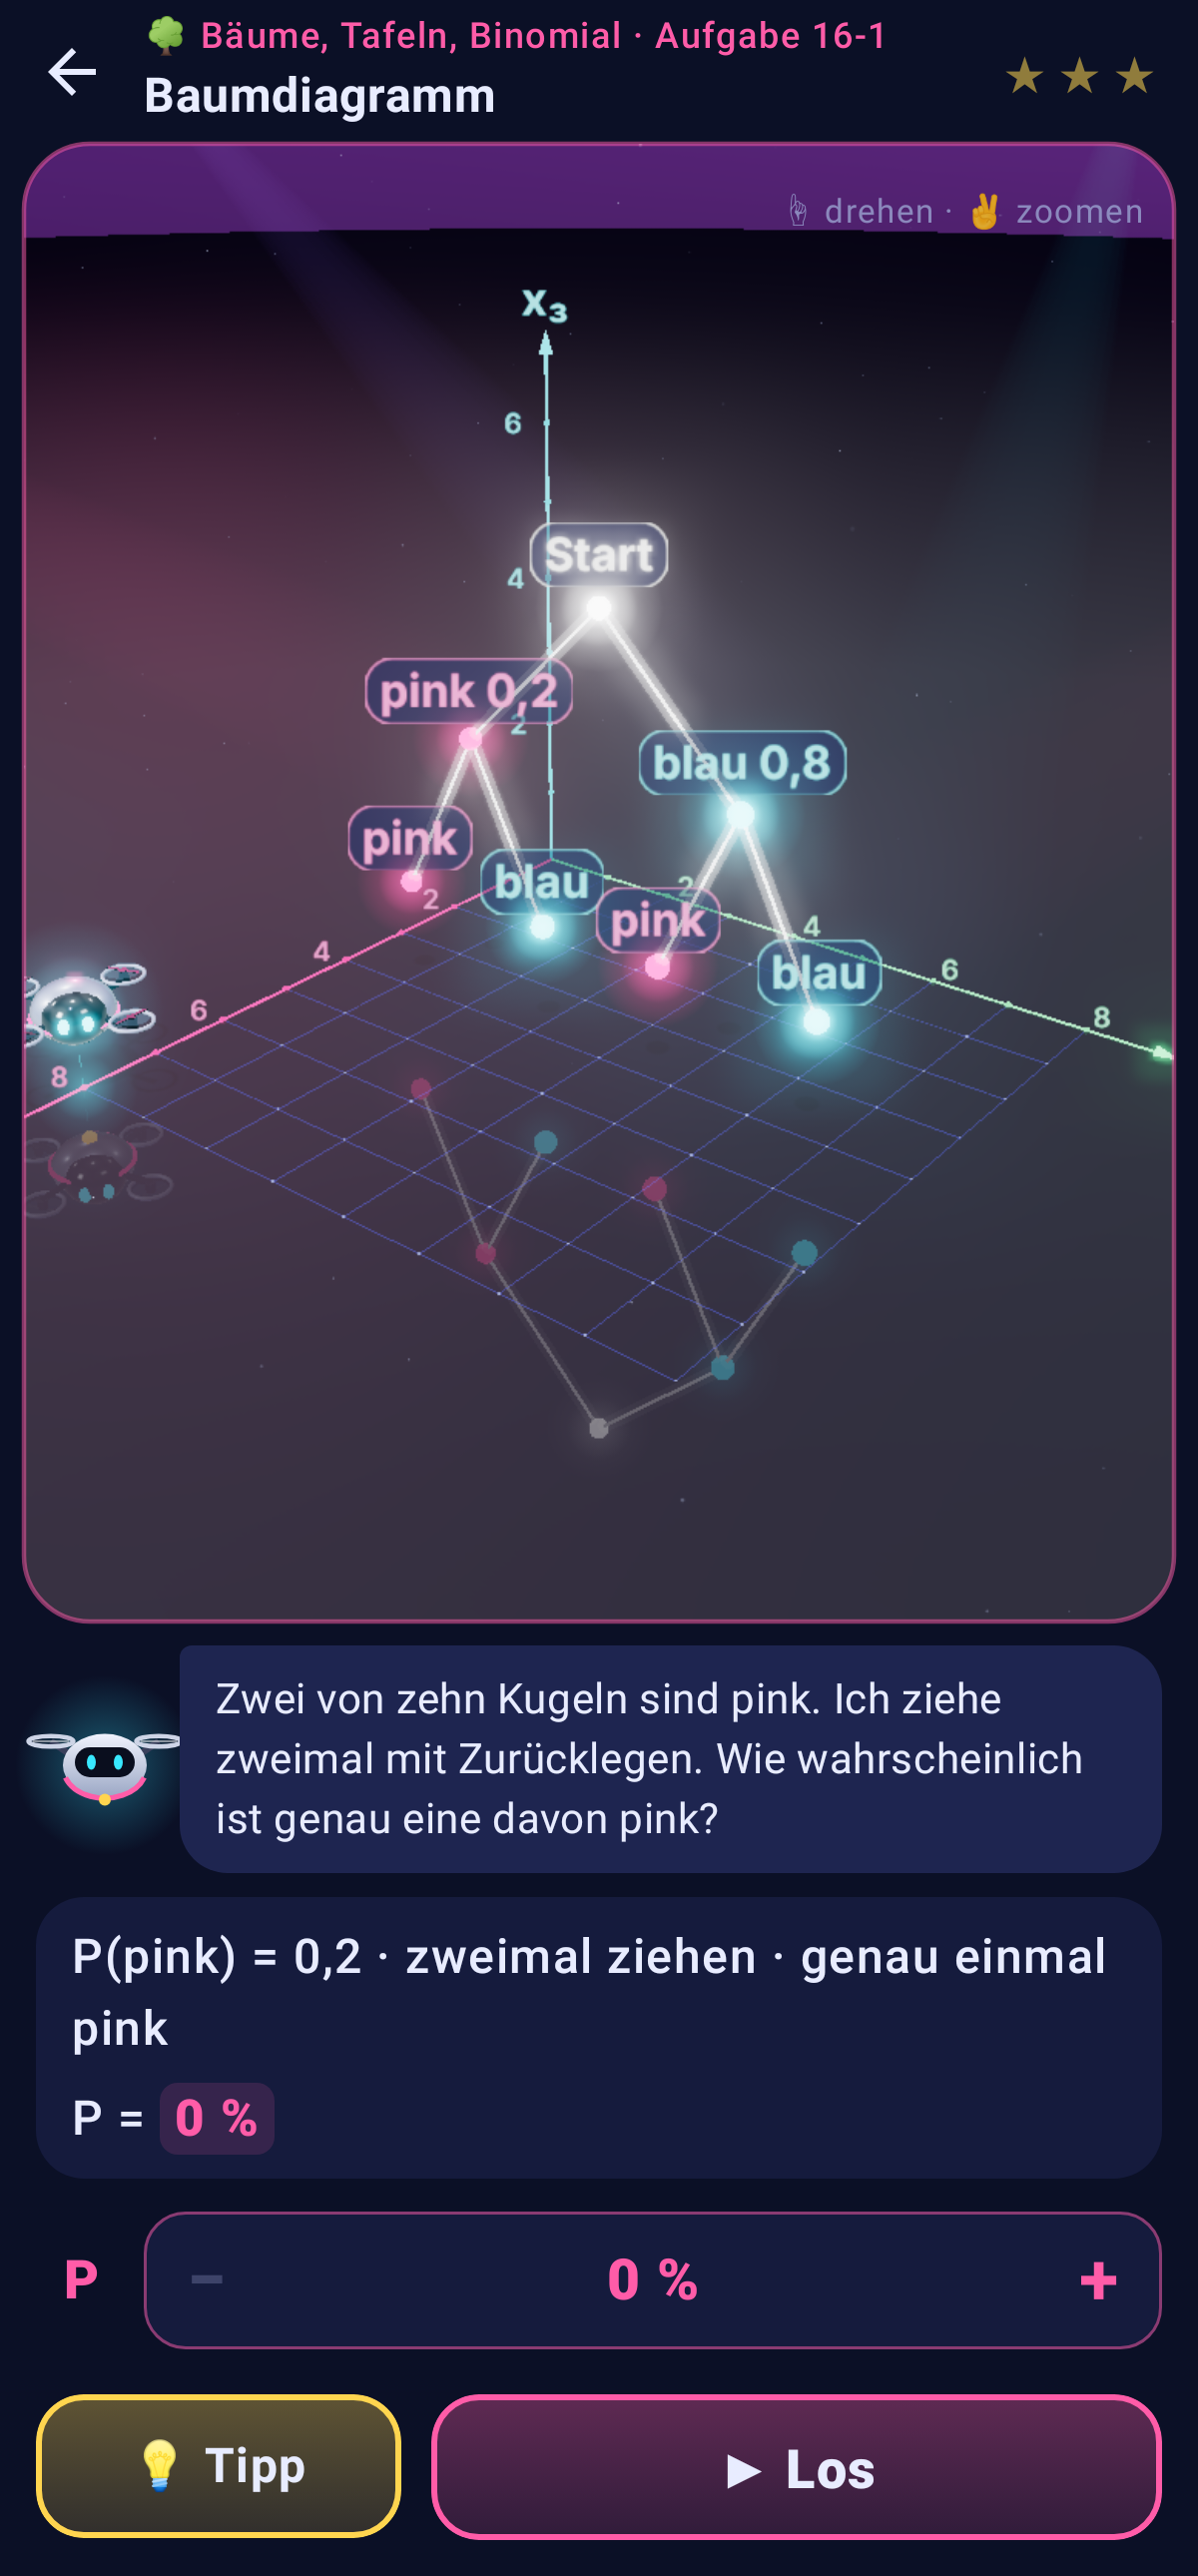 🌳 Bäume, Tafeln, Binomial · Aufgabe 16-1
Baumdiagramm
★ ★ ★
☝ drehen · ✌ zoomen
x₃
6
Start
4
pink 0,2
2
blau 0,8
pink
blau
2
2
pink
4
blau
4
6
6
8
8
Zwei von zehn Kugeln sind pink. Ich ziehe
zweimal mit Zurücklegen. Wie wahrscheinlich
ist genau eine davon pink?
P(pink) = 0,2 · zweimal ziehen · genau einmal
pink
P = 0 %
P − 0 % +
💡 Tipp
▶ Los